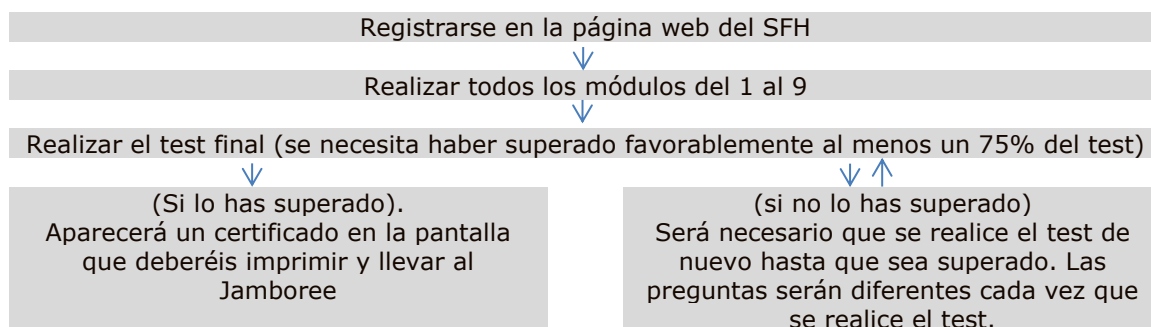 Registrarse en la página web del SFH
Realizar todos los módulos del 1 al 9
Realizar el test final (se necesita haber superado favorablemente al menos un 75% del test)
(Si lo has superado).
Aparecerá un certificado en la pantalla
que deberéis imprimir y llevar al
Jamboree
(si no lo has superado)
Será necesario que se realice el test de
nuevo hasta que sea superado. Las
preguntas serán diferentes cada vez que
se realice el test.